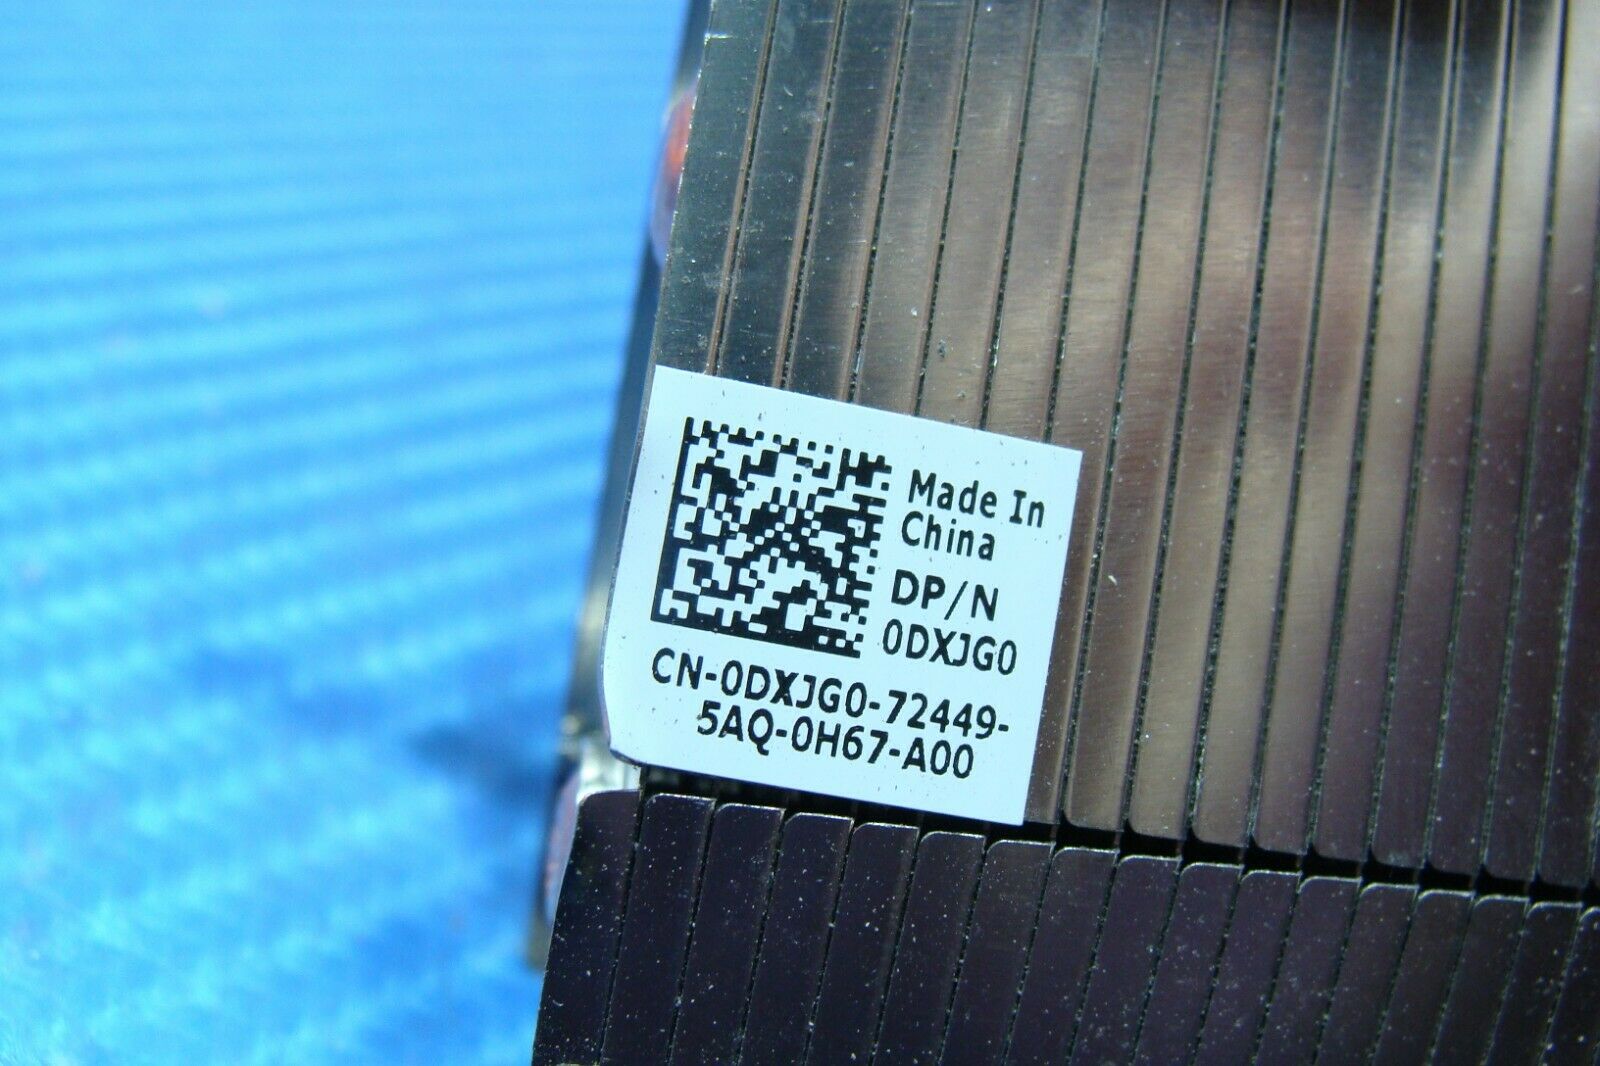 Made In
China
DP/N
0DXJG0
CN-0DXJG0-72449-
5AQ-0H67-A00